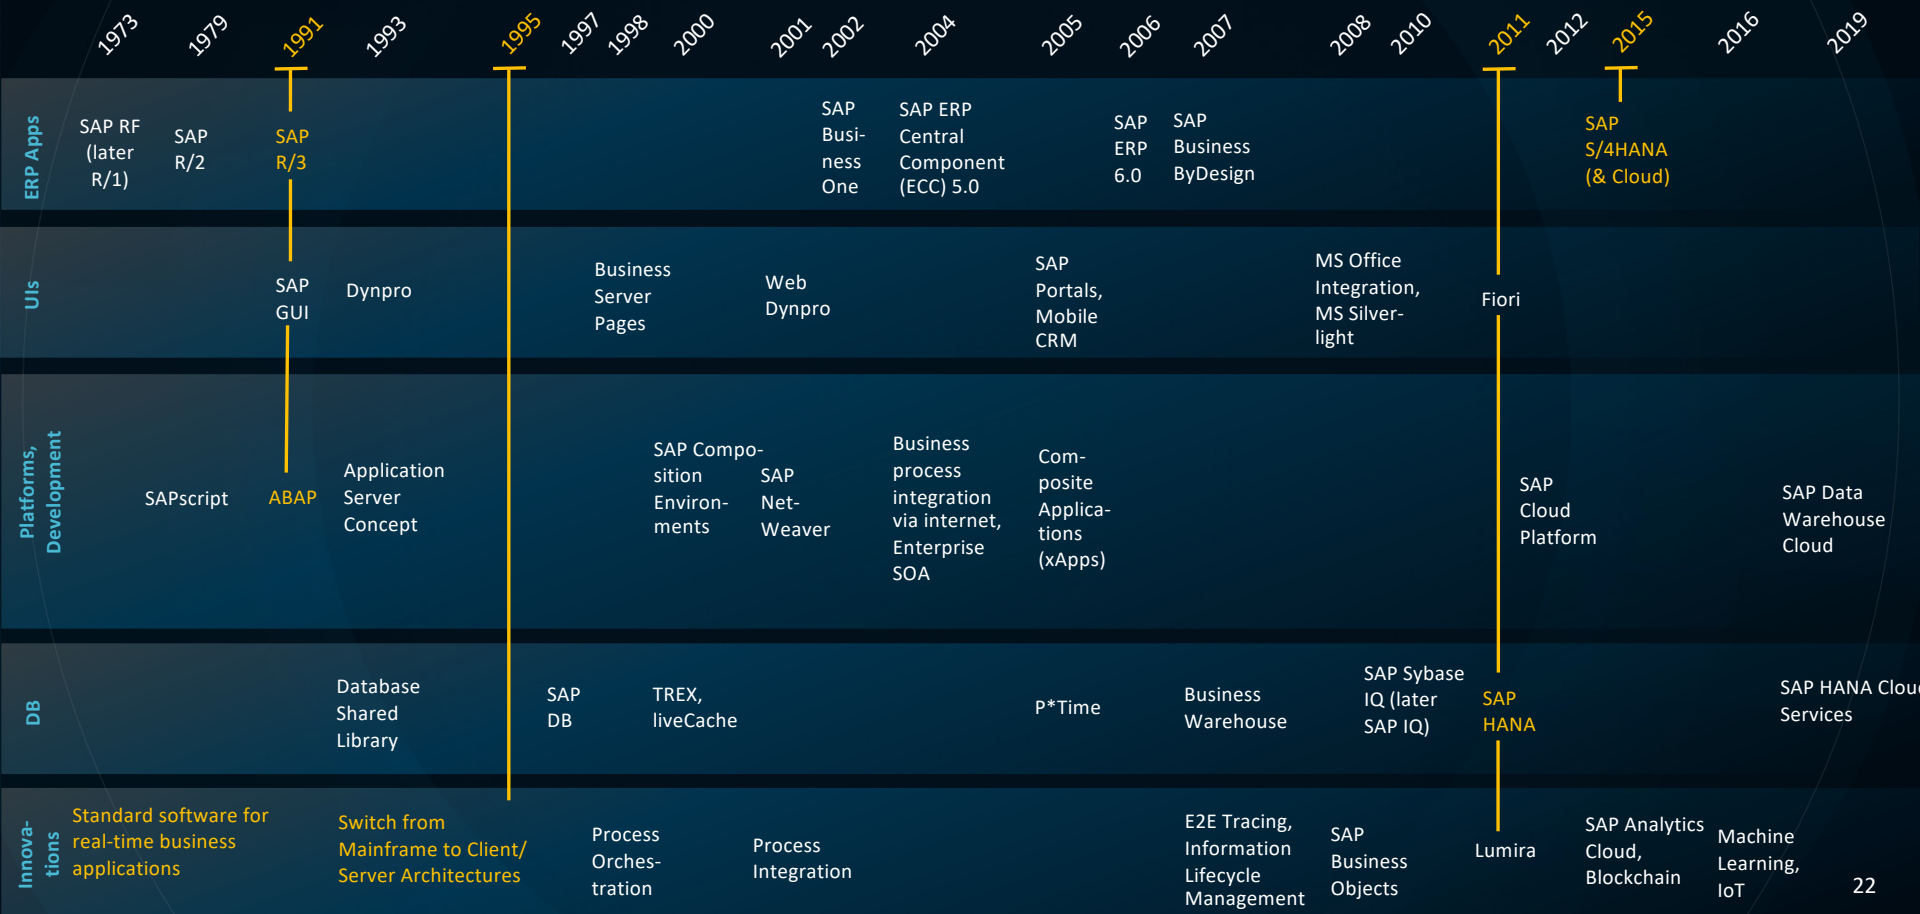 1973
1979
1991
1993
1995
1997
1998
2000
2001
2002
2004
2005
2006
2007
2008
2010
2011
2012
2015
2016
2019
ERP Apps
SAP RF
(later
R/1)
SAP
R/2
SAP
R/3
SAP
Busi-
ness
One
SAP ERP
Central
Component
(ECC) 5.0
SAP
ERP
6.0
SAP
Business
ByDesign
SAP
S/4HANA
(& Cloud)
UIs
SAP
GUI
Dynpro
Business
Server
Pages
Web
Dynpro
SAP
Portals,
Mobile
CRM
MS Office
Integration,
MS Silver-
light
Fiori
Platforms,
Development
SAPscript
ABAP
Application
Server
Concept
SAP Compo-
sition
Environ-
ments
SAP
Net-
Weaver
Business
process
integration
via internet,
Enterprise
SOA
Com-
posite
Applica-
tions
(xApps)
SAP
Cloud
Platform
SAP Data
Warehouse
Cloud
DB
Database
Shared
Library
SAP
DB
TREX,
liveCache
P*Time
Business
Warehouse
SAP Sybase
IQ (later
SAP IQ)
SAP
HANA
SAP HANA Cloud
Services
Innova-
tions
Standard software for
real-time business
applications
Switch from
Mainframe to Client/
Server Architectures
Process
Orches-
tration
Process
Integration
E2E Tracing,
Information
Lifecycle
Management
SAP
Business
Objects
Lumira
SAP Analytics
Cloud,
Blockchain
Machine
Learning,
IoT
22